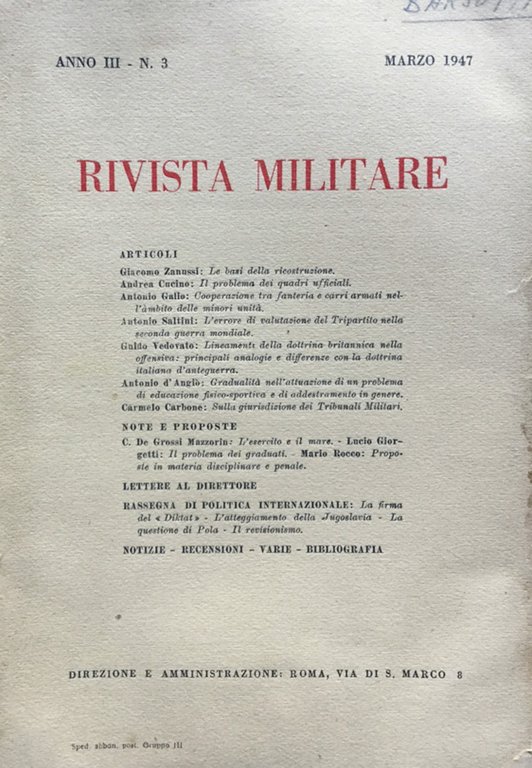 BARSOTTI
ANNO III - N. 3 MARZO 1947
RIVISTA MILITARE
ARTICOLI
Giacomo Zanussi: Le basi della ricostruzione.
Andrea Cucino: Il problema dei quadri ufficiali.
Antonio Gallo: Cooperazione tra fanteria e carri armati nel-
l'àmbito delle minori unità.
Antonio Saltini: L'errore di valutazione del Tripartito nella
seconda guerra mondiale.
Guido Vedovato: Lineamenti della dottrina britannica nella
offensiva: principali analogie e differenze con la dottrina
italiana d'anteguerra.
Antonio d'Angiò: Gradualità nell'attuazione di un problema
di educazione fisico-sportiva e di addestramento in genere.
Carmelo Carbone: Sulla giurisdizione dei Tribunali Militari.
NOTE E PROPOSTE
C. De Grossi Mazzorin: L'esercito e il mare. - Lucio Gior-
getti: Il problema dei graduati. - Mario Rocco: Propo-
ste in materia disciplinare e penale.
LETTERE AL DIRETTORE
RASSEGNA DI POLITICA INTERNAZIONALE: La firma
del « Diktat » - L'atteggiamento della Jugoslavia - La
questione di Pola - Il revisionismo.
NOTIZIE - RECENSIONI - VARIE - BIBLIOGRAFIA
DIREZIONE E AMMINISTRAZIONE: ROMA, VIA DI S. MARCO 8
Sped. abban. post. Gruppo III